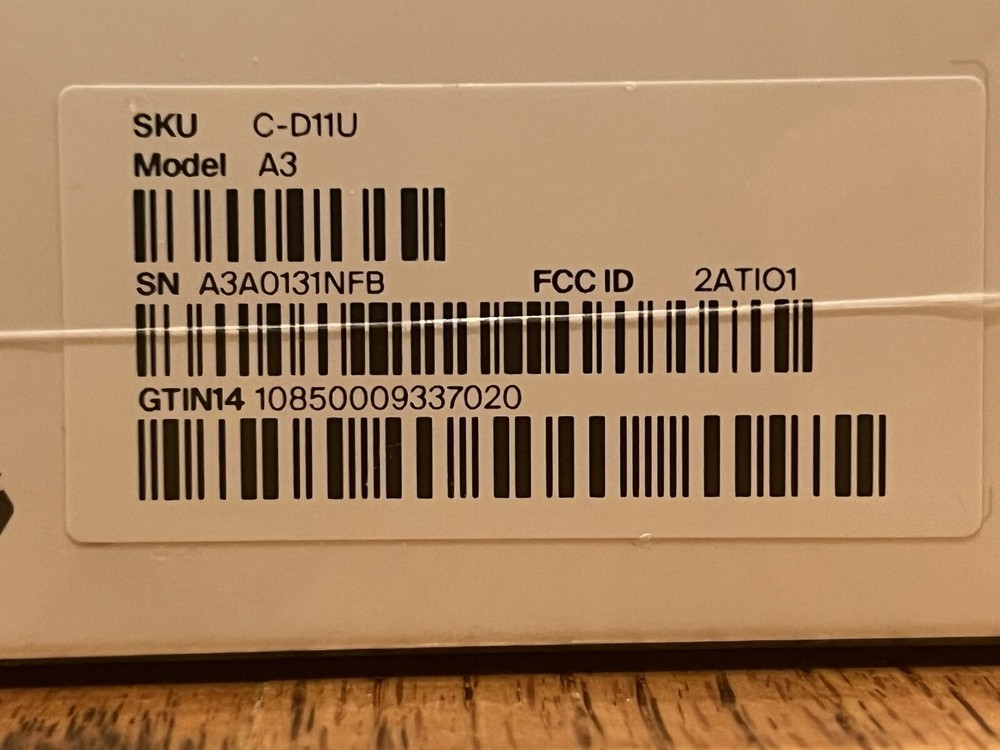 SKU C-D11U
Model A3
SN A3A0131NFB FCC ID 2ATIO1
GTIN14 10850009337020